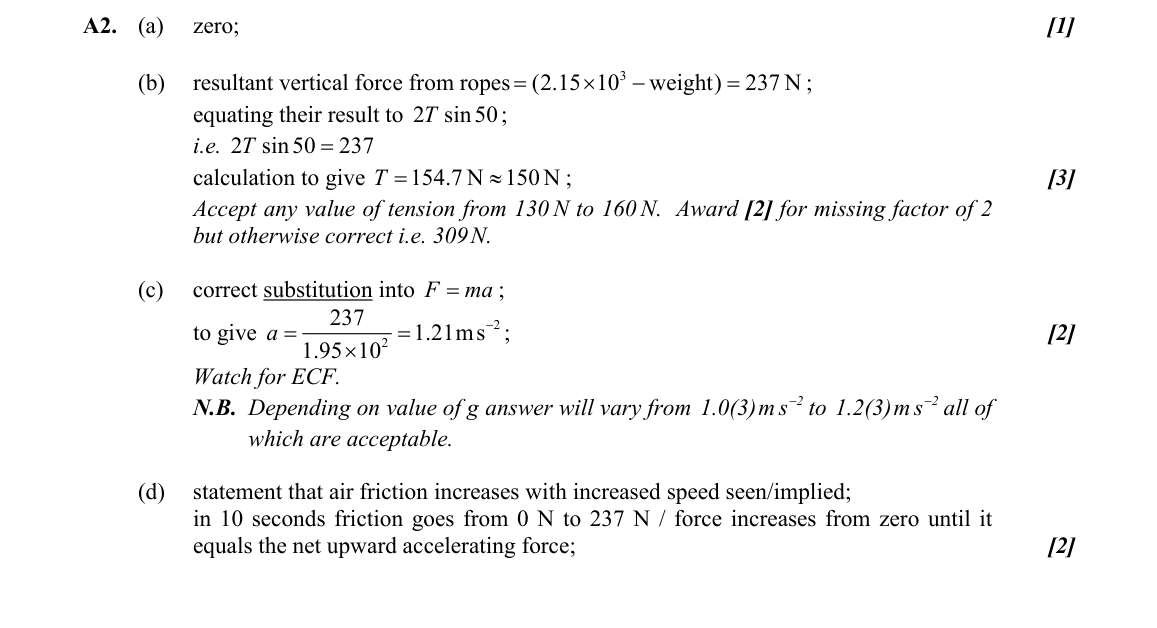 A2. (a) zero; [1]
(b) resultant vertical force from ropes = (2.15×10³ − weight) = 237 N ;
equating their result to 2T sin 50 ;
i.e. 2T sin 50 = 237
calculation to give T = 154.7 N ≈ 150 N ; [3]
Accept any value of tension from 130 N to 160 N. Award [2] for missing factor of 2
but otherwise correct i.e. 309 N.
(c) correct substitution into F = ma ;
to give a = 237 / 1.95×10² = 1.21 m s⁻² ; [2]
Watch for ECF.
N.B. Depending on value of g answer will vary from 1.0(3) m s⁻² to 1.2(3) m s⁻² all of
which are acceptable.
(d) statement that air friction increases with increased speed seen/implied;
in 10 seconds friction goes from 0 N to 237 N / force increases from zero until it
equals the net upward accelerating force; [2]